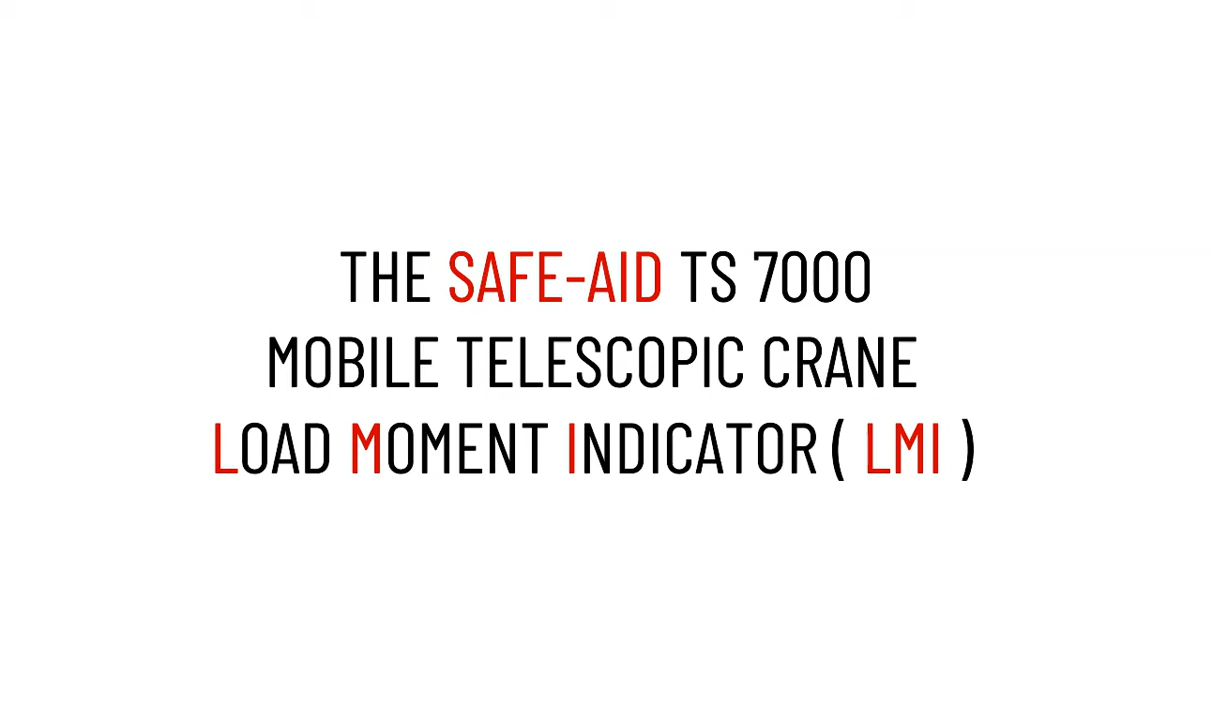 THE SAFE-AID TS 7000
MOBILE TELESCOPIC CRANE
LOAD MOMENT INDICATOR ( LMI )